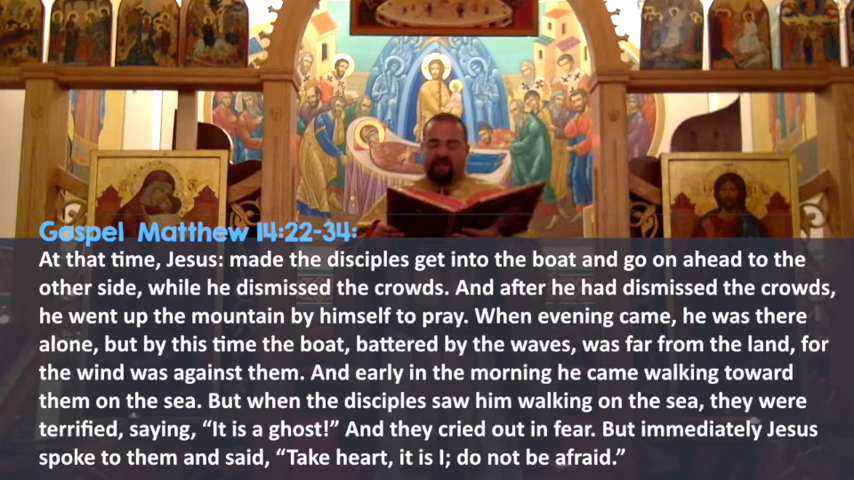 Gospel Matthew 14:22-34:
At that time, Jesus: made the disciples get into the boat and go on ahead to the
other side, while he dismissed the crowds. And after he had dismissed the crowds,
he went up the mountain by himself to pray. When evening came, he was there
alone, but by this time the boat, battered by the waves, was far from the land, for
the wind was against them. And early in the morning he came walking toward
them on the sea. But when the disciples saw him walking on the sea, they were
terrified, saying, “It is a ghost!” And they cried out in fear. But immediately Jesus
spoke to them and said, “Take heart, it is I; do not be afraid.”